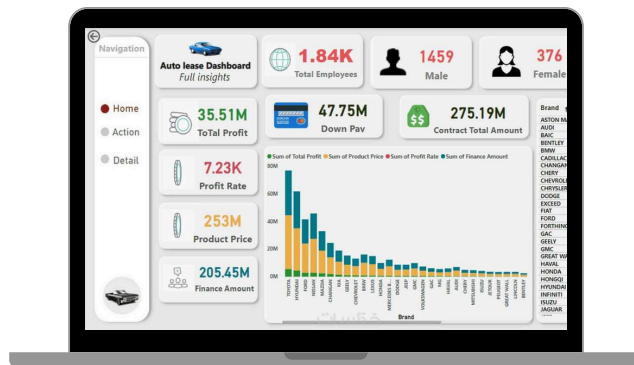 Navigation
Home
Action
Detail
Auto lease Dashboard
Full insights
1.84K
Total Employees
1459
Male
376
Female
35.51M
ToTal Profit
47.75M
Down Pav
275.19M
Contract Total Amount
7.23K
Profit Rate
253M
Product Price
205.45M
Finance Amount
Sum of Total Profit Sum of Product Price Sum of Profit Rate Sum of Finance Amount
80M
60M
40M
20M
0M
TOYOTA
HYUNDAI
FORD
NISSAN
MAZDA
CHANGAN
KIA
GEELY
CHEVROLET
BMW
LEXUS
HONDA
MERCEDES B...
DODGE
JEEP
GMC
VOLKSWAGEN
GAC
MG
HAVAL
AUDI
CHERY
MITSUBISHI
ISUZU
JETOUR
PEUGEOT
GREAT WALL
LINCOLN
BENTLEY
Brand
Brand
ASTON MA
AUDI
BAIC
BENTLEY
BMW
CADILLAC
CHANGAN
CHERY
CHEVROL
CHRYSLER
DODGE
EXCEED
FIAT
FORD
FORTHING
GAC
GEELY
GMC
GREAT WA
HAVAL
HONDA
HONGQI
HYUNDAI
INFINITI
ISUZU
JAGUAR